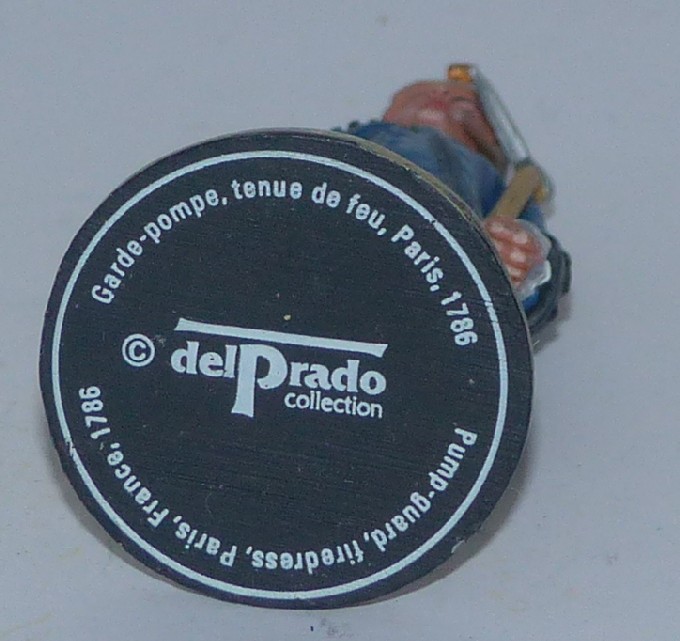 Garde-pompe, tenue de feu, Paris, 1786
© delPrado
collection
Pump-guard, firedress, Paris, France, 1786